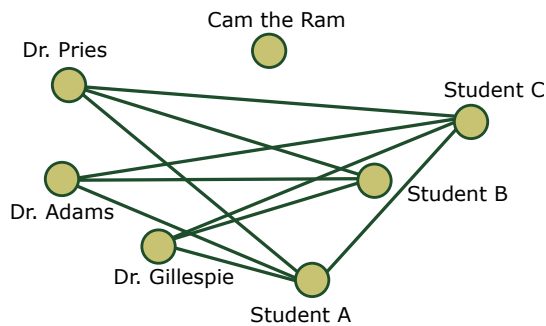 Cam the Ram
Dr. Pries
Student C
Student B
Dr. Adams
Dr. Gillespie
Student A